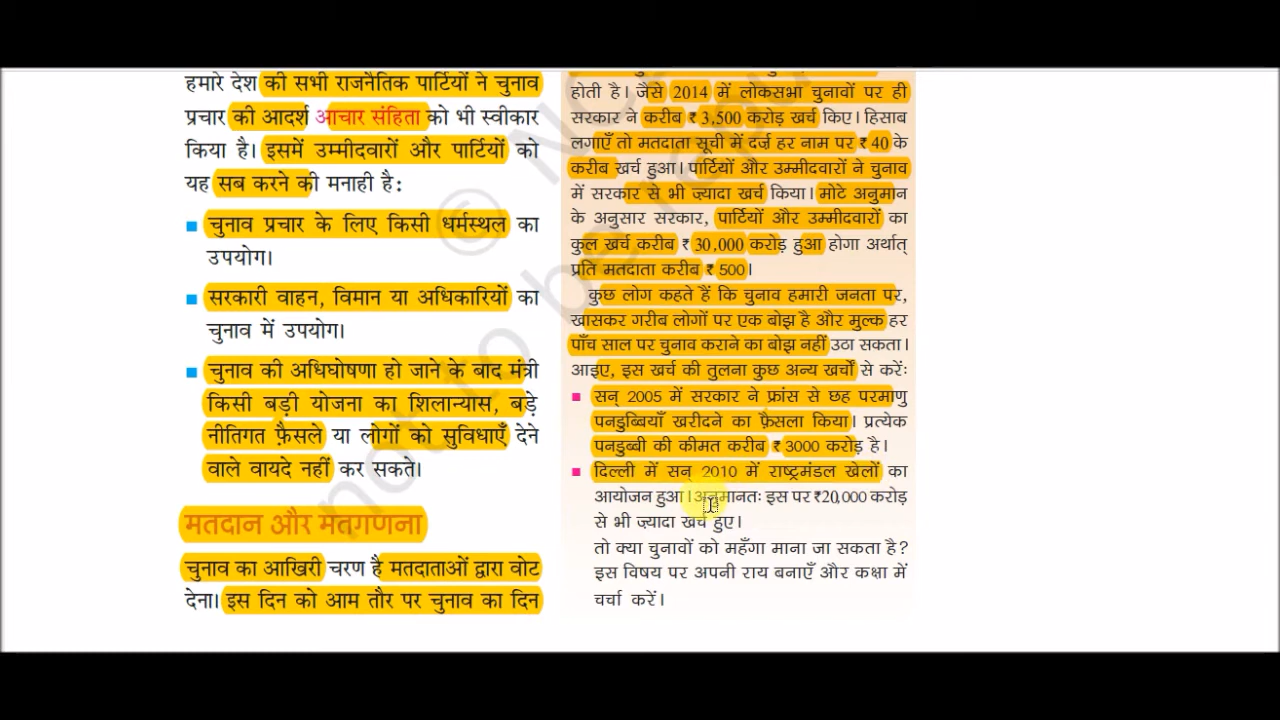 हमारे देश की सभी राजनैतिक पार्टियों ने चुनाव
प्रचार की आदर्श आचार संहिता को भी स्वीकार
किया है। इसमें उम्मीदवारों और पार्टियों को
यह सब करने की मनाही है:
चुनाव प्रचार के लिए किसी धर्मस्थल का
उपयोग।
सरकारी वाहन, विमान या अधिकारियों का
चुनाव में उपयोग।
चुनाव की अधिघोषणा हो जाने के बाद मंत्री
किसी बड़ी योजना का शिलान्यास, बड़े
नीतिगत फ़ैसले या लोगों को सुविधाएँ देने
वाले वायदे नहीं कर सकते।
मतदान और मतगणना
चुनाव का आखिरी चरण है मतदाताओं द्वारा वोट
देना। इस दिन को आम तौर पर चुनाव का दिन
होती है। जैसे 2014 में लोकसभा चुनावों पर ही
सरकार ने करीब ₹ 3,500 करोड़ खर्च किए। हिसाब
लगाएँ तो मतदाता सूची में दर्ज़ हर नाम पर ₹ 40 के
करीब खर्च हुआ। पार्टियों और उम्मीदवारों ने चुनाव
में सरकार से भी ज़्यादा खर्च किया। मोटे अनुमान
के अनुसार सरकार, पार्टियों और उम्मीदवारों का
कुल खर्च करीब ₹ 30,000 करोड़ हुआ होगा अर्थात्
प्रति मतदाता करीब ₹ 500।
कुछ लोग कहते हैं कि चुनाव हमारी जनता पर,
खासकर गरीब लोगों पर एक बोझ है और मुल्क हर
पाँच साल पर चुनाव कराने का बोझ नहीं उठा सकता।
आइए, इस खर्च की तुलना कुछ अन्य खर्चों से करें:
सन् 2005 में सरकार ने फ्रांस से छह परमाणु
पनडुब्बियाँ खरीदने का फ़ैसला किया। प्रत्येक
पनडुब्बी की कीमत करीब ₹ 3000 करोड़ है।
दिल्ली में सन् 2010 में राष्ट्रमंडल खेलों का
आयोजन हुआ। अनुमानतः इस पर ₹20,000 करोड़
से भी ज़्यादा खर्च हुए।
तो क्या चुनावों को महँगा माना जा सकता है?
इस विषय पर अपनी राय बनाएँ और कक्षा में
चर्चा करें।